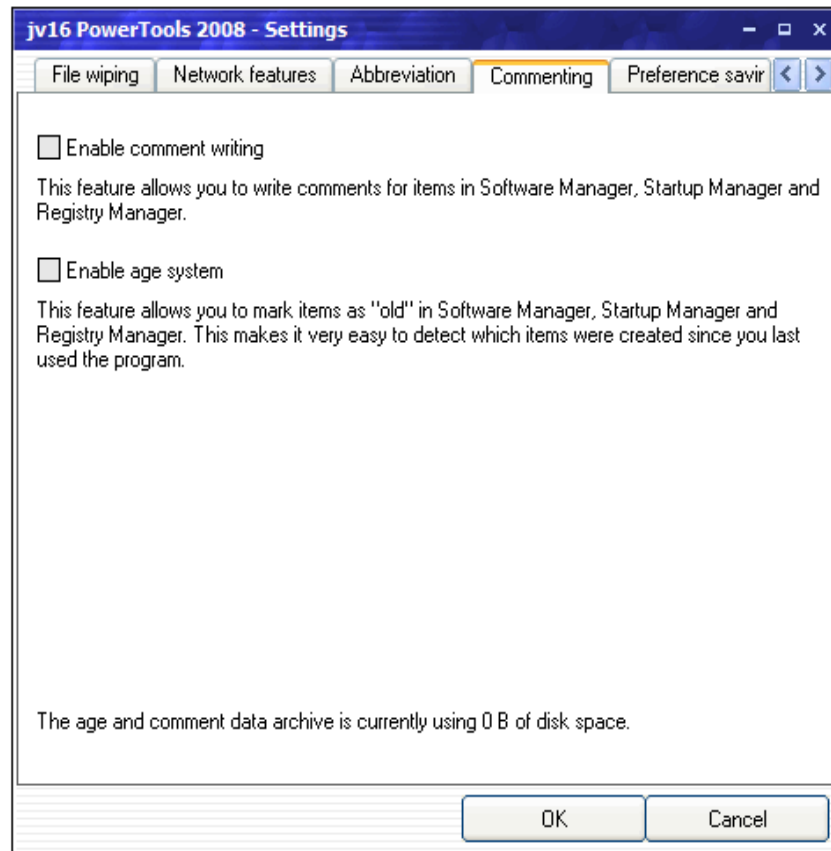 jv16 PowerTools 2008 - Settings
File wiping Network features Abbreviation Commenting Preference savir
Enable comment writing
This feature allows you to write comments for items in Software Manager, Startup Manager and
Registry Manager.
Enable age system
This feature allows you to mark items as "old" in Software Manager, Startup Manager and
Registry Manager. This makes it very easy to detect which items were created since you last
used the program.
The age and comment data archive is currently using 0 B of disk space.
OK Cancel